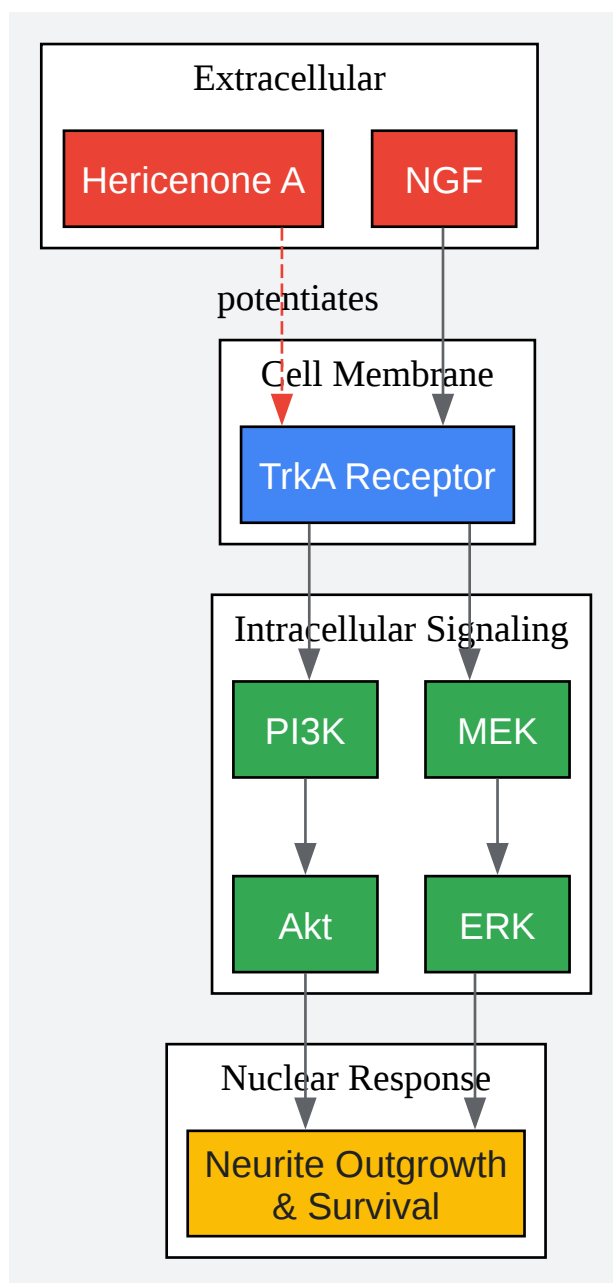 Extracellular
Hericenone A
NGF
potentiates
Cell Membrane
TrkA Receptor
Intracellular Signaling
PI3K
MEK
Akt
ERK
Nuclear Response
Neurite Outgrowth
& Survival